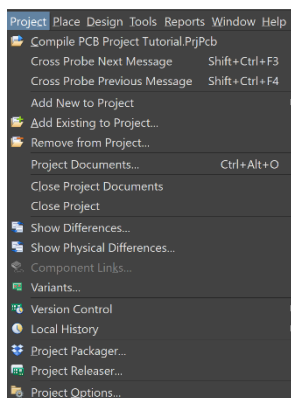 Project Place Design Tools Reports Window Help
Compile PCB Project Tutorial.PrjPcb
Cross Probe Next Message Shift+Ctrl+F3
Cross Probe Previous Message Shift+Ctrl+F4
Add New to Project
Add Existing to Project...
Remove from Project...
Project Documents... Ctrl+Alt+O
Close Project Documents
Close Project
Show Differences...
Show Physical Differences...
Component Links...
Variants...
Version Control
Local History
Project Packager...
Project Releaser...
Project Options...